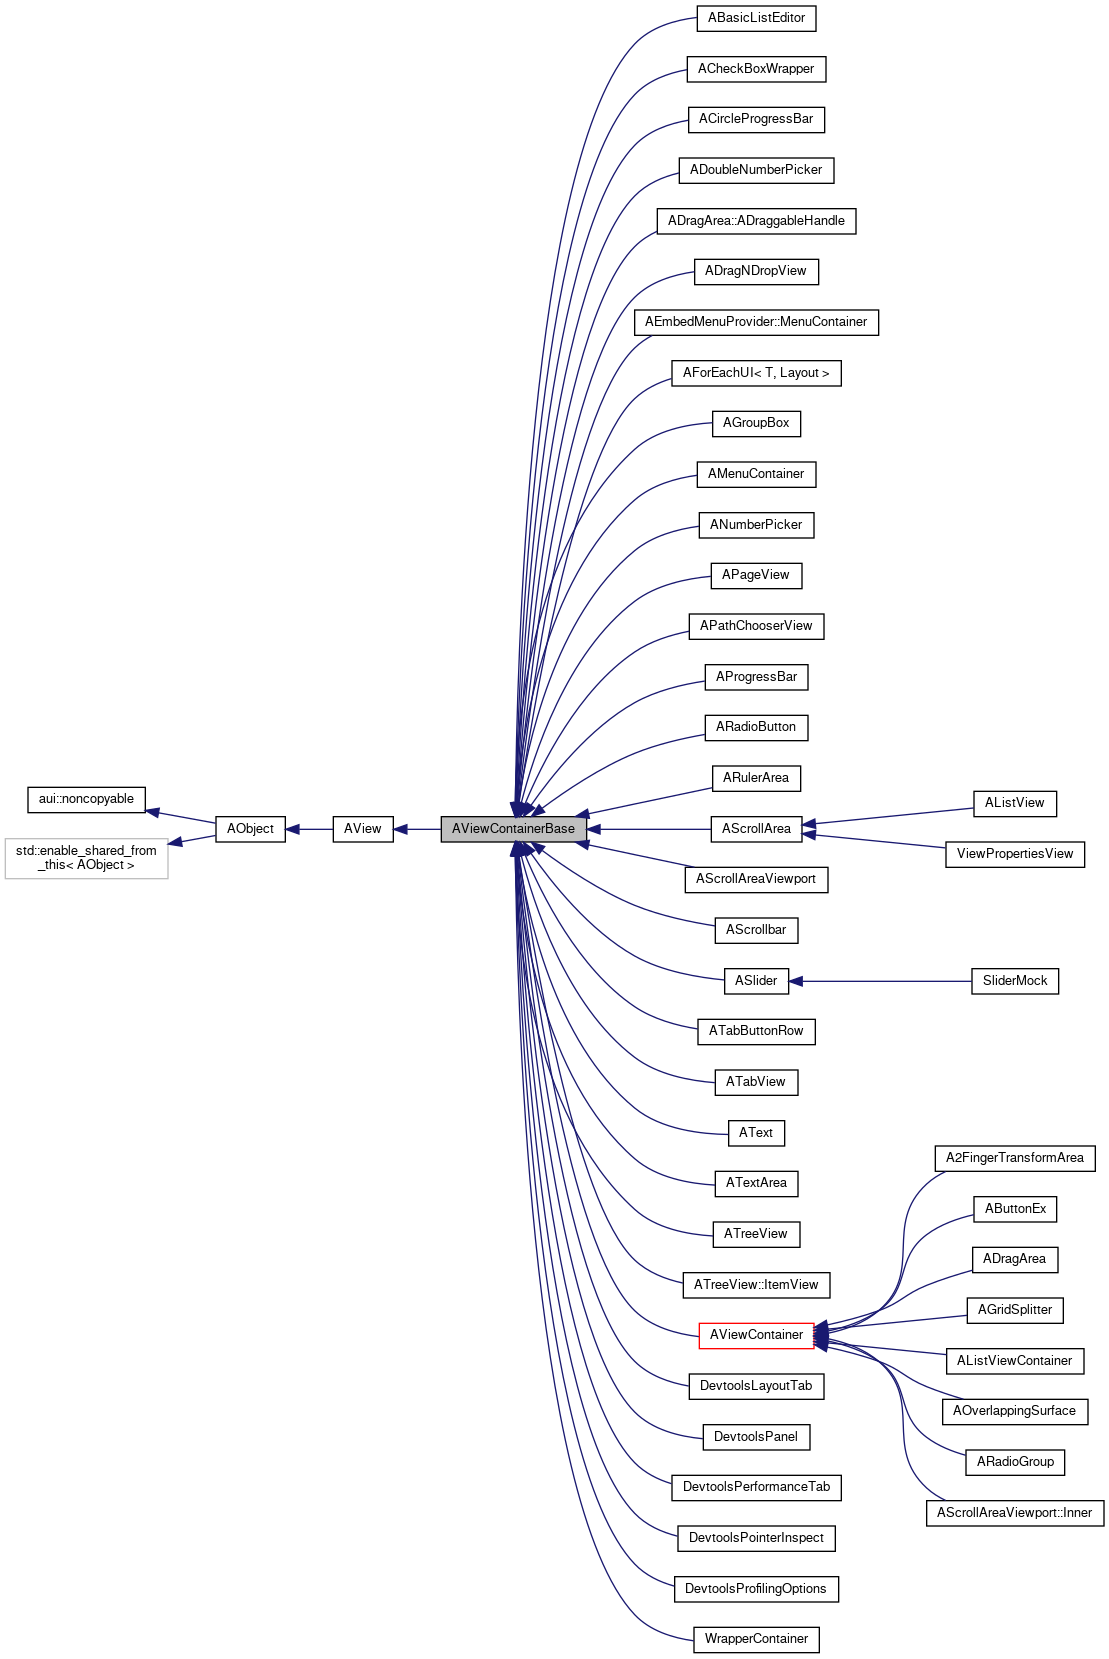 ABasicListEditor
ACheckBoxWrapper
ACircleProgressBar
ADoubleNumberPicker
ADragArea::ADraggableHandle
ADragNDropView
AEmbedMenuProvider::MenuContainer
AForEachUI< T, Layout >
AGroupBox
AMenuContainer
ANumberPicker
APageView
APathChooserView
AProgressBar
ARadioButton
ARulerArea
aui::noncopyable
std::enable_shared_from
_this< AObject >
AObject
AView
AViewContainerBase
AScrollArea
AListView
ViewPropertiesView
AScrollAreaViewport
AScrollbar
ASlider
SliderMock
ATabButtonRow
ATabView
AText
ATextArea
ATreeView
ATreeView::ItemView
AViewContainer
A2FingerTransformArea
AButtonEx
ADragArea
AGridSplitter
AListViewContainer
AOverlappingSurface
ARadioGroup
AScrollAreaViewport::Inner
DevtoolsLayoutTab
DevtoolsPanel
DevtoolsPerformanceTab
DevtoolsPointerInspect
DevtoolsProfilingOptions
WrapperContainer